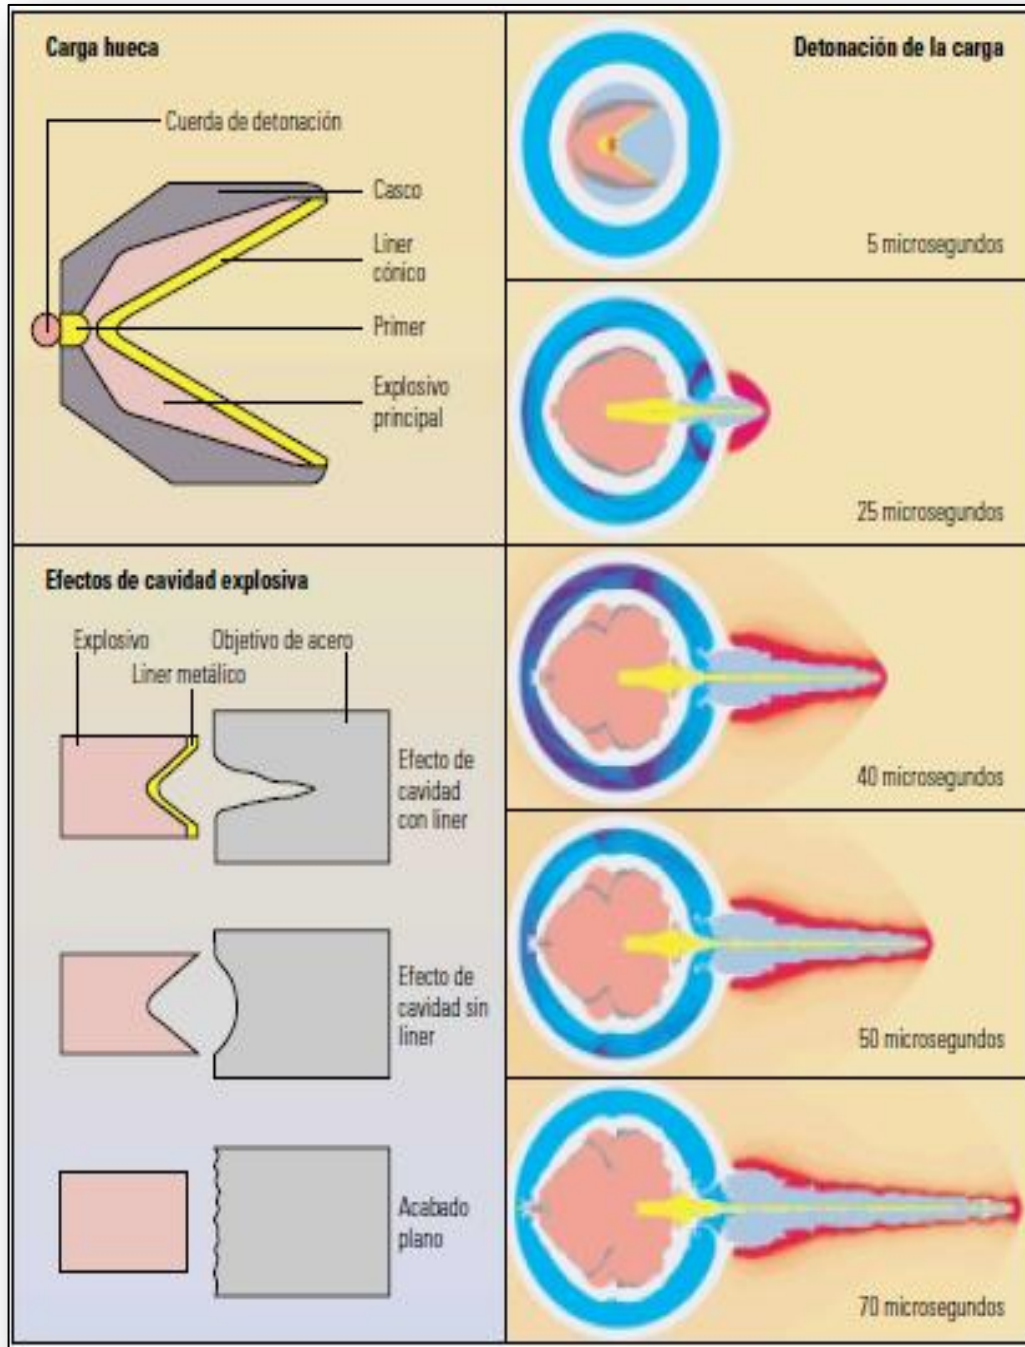 Carga hueca
Cuerda de detonación
Casco
Liner
cónico
Primer
Explosivo
principal
Efectos de cavidad explosiva
Explosivo
Objetivo de acero
Liner metálico
Efecto de
cavidad
con liner
Efecto de
cavidad sin
liner
Acabado
plano
Detonación de la carga
5 microsegundos
25 microsegundos
40 microsegundos
50 microsegundos
70 microsegundos